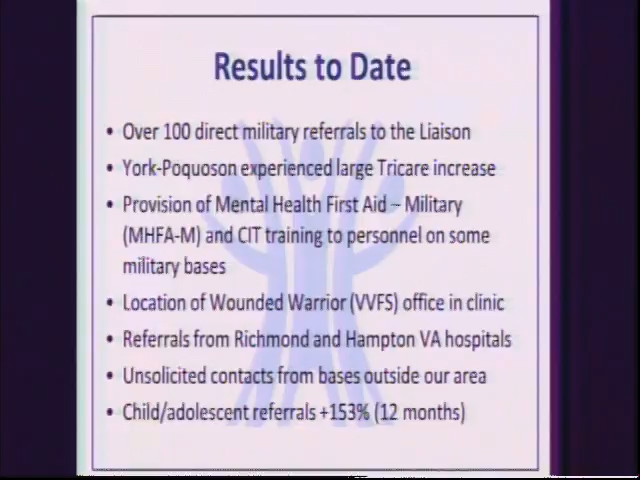 Results to Date
• Over 100 direct military referrals to the Liaison
• York-Poquoson experienced large Tricare increase
• Provision of Mental Health First Aid – Military
(MHFA-M) and CIT training to personnel on some
military bases
• Location of Wounded Warrior (VVFS) office in clinic
• Referrals from Richmond and Hampton VA hospitals
• Unsolicited contacts from bases outside our area
• Child/adolescent referrals +153% (12 months)